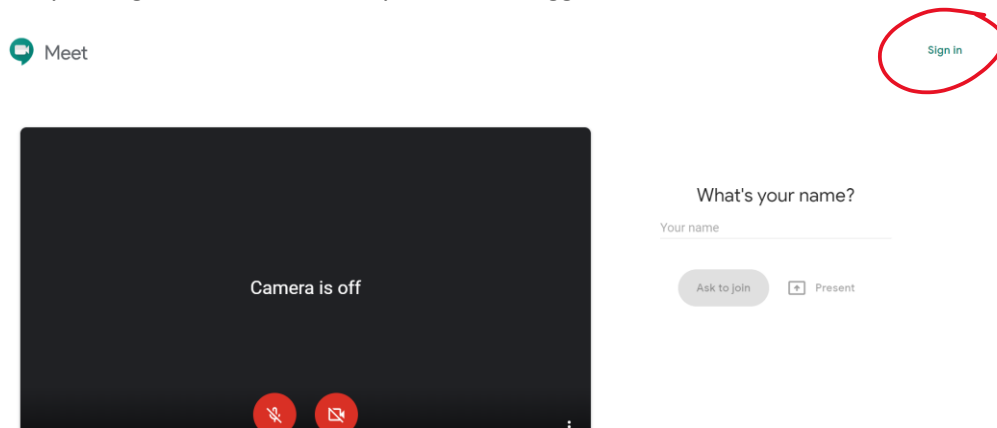 Meet
Sign in
Camera is off
What's your name?
Your name
Ask to join
Present